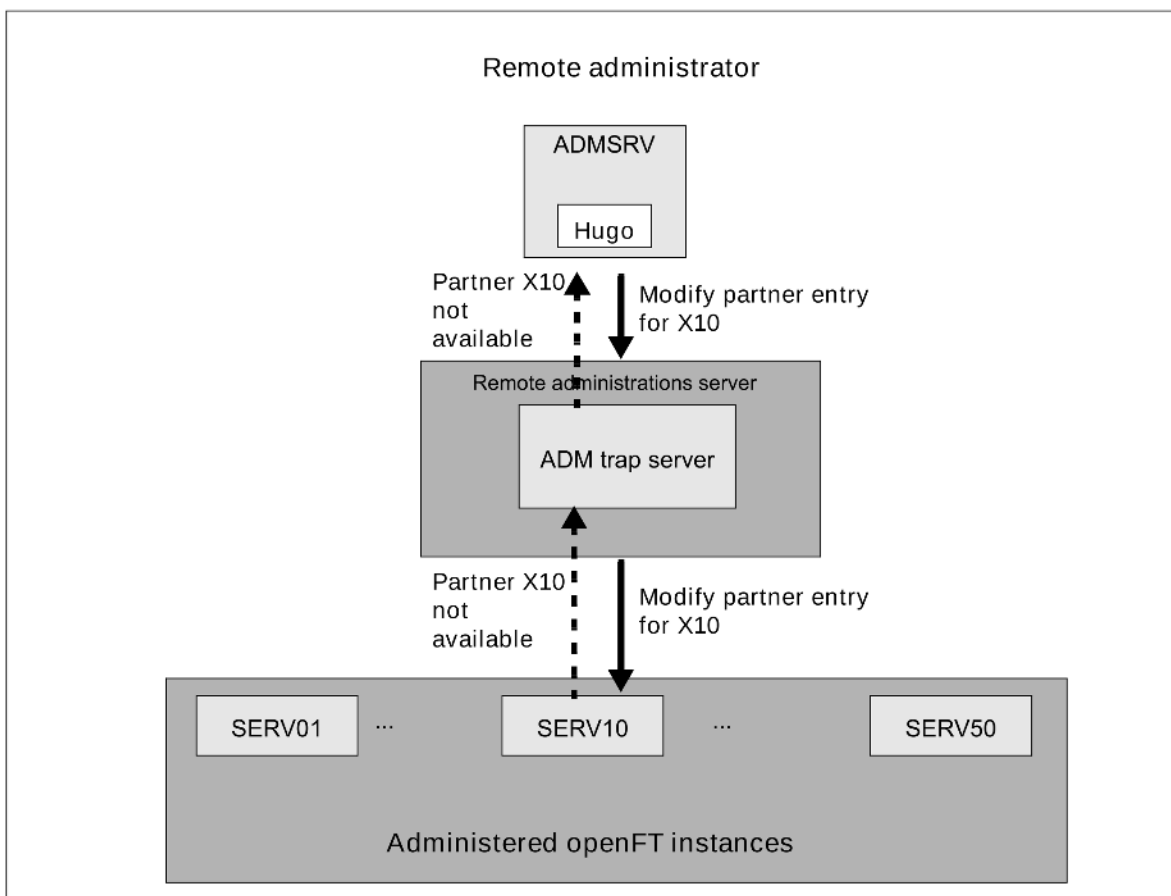 Remote administrator
ADMSRV
Hugo
Partner X10
not
available
Modify partner entry
for X10
Remote administrations server
ADM trap server
Partner X10
not
available
Modify partner entry
for X10
SERV01
...
SERV10
...
SERV50
Administered openFT instances